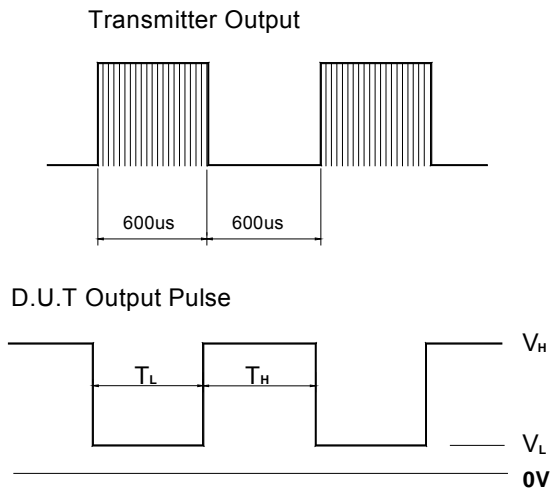 Transmitter Output
600us 600us
D.U.T Output Pulse
VH
TL TH
VL
0V